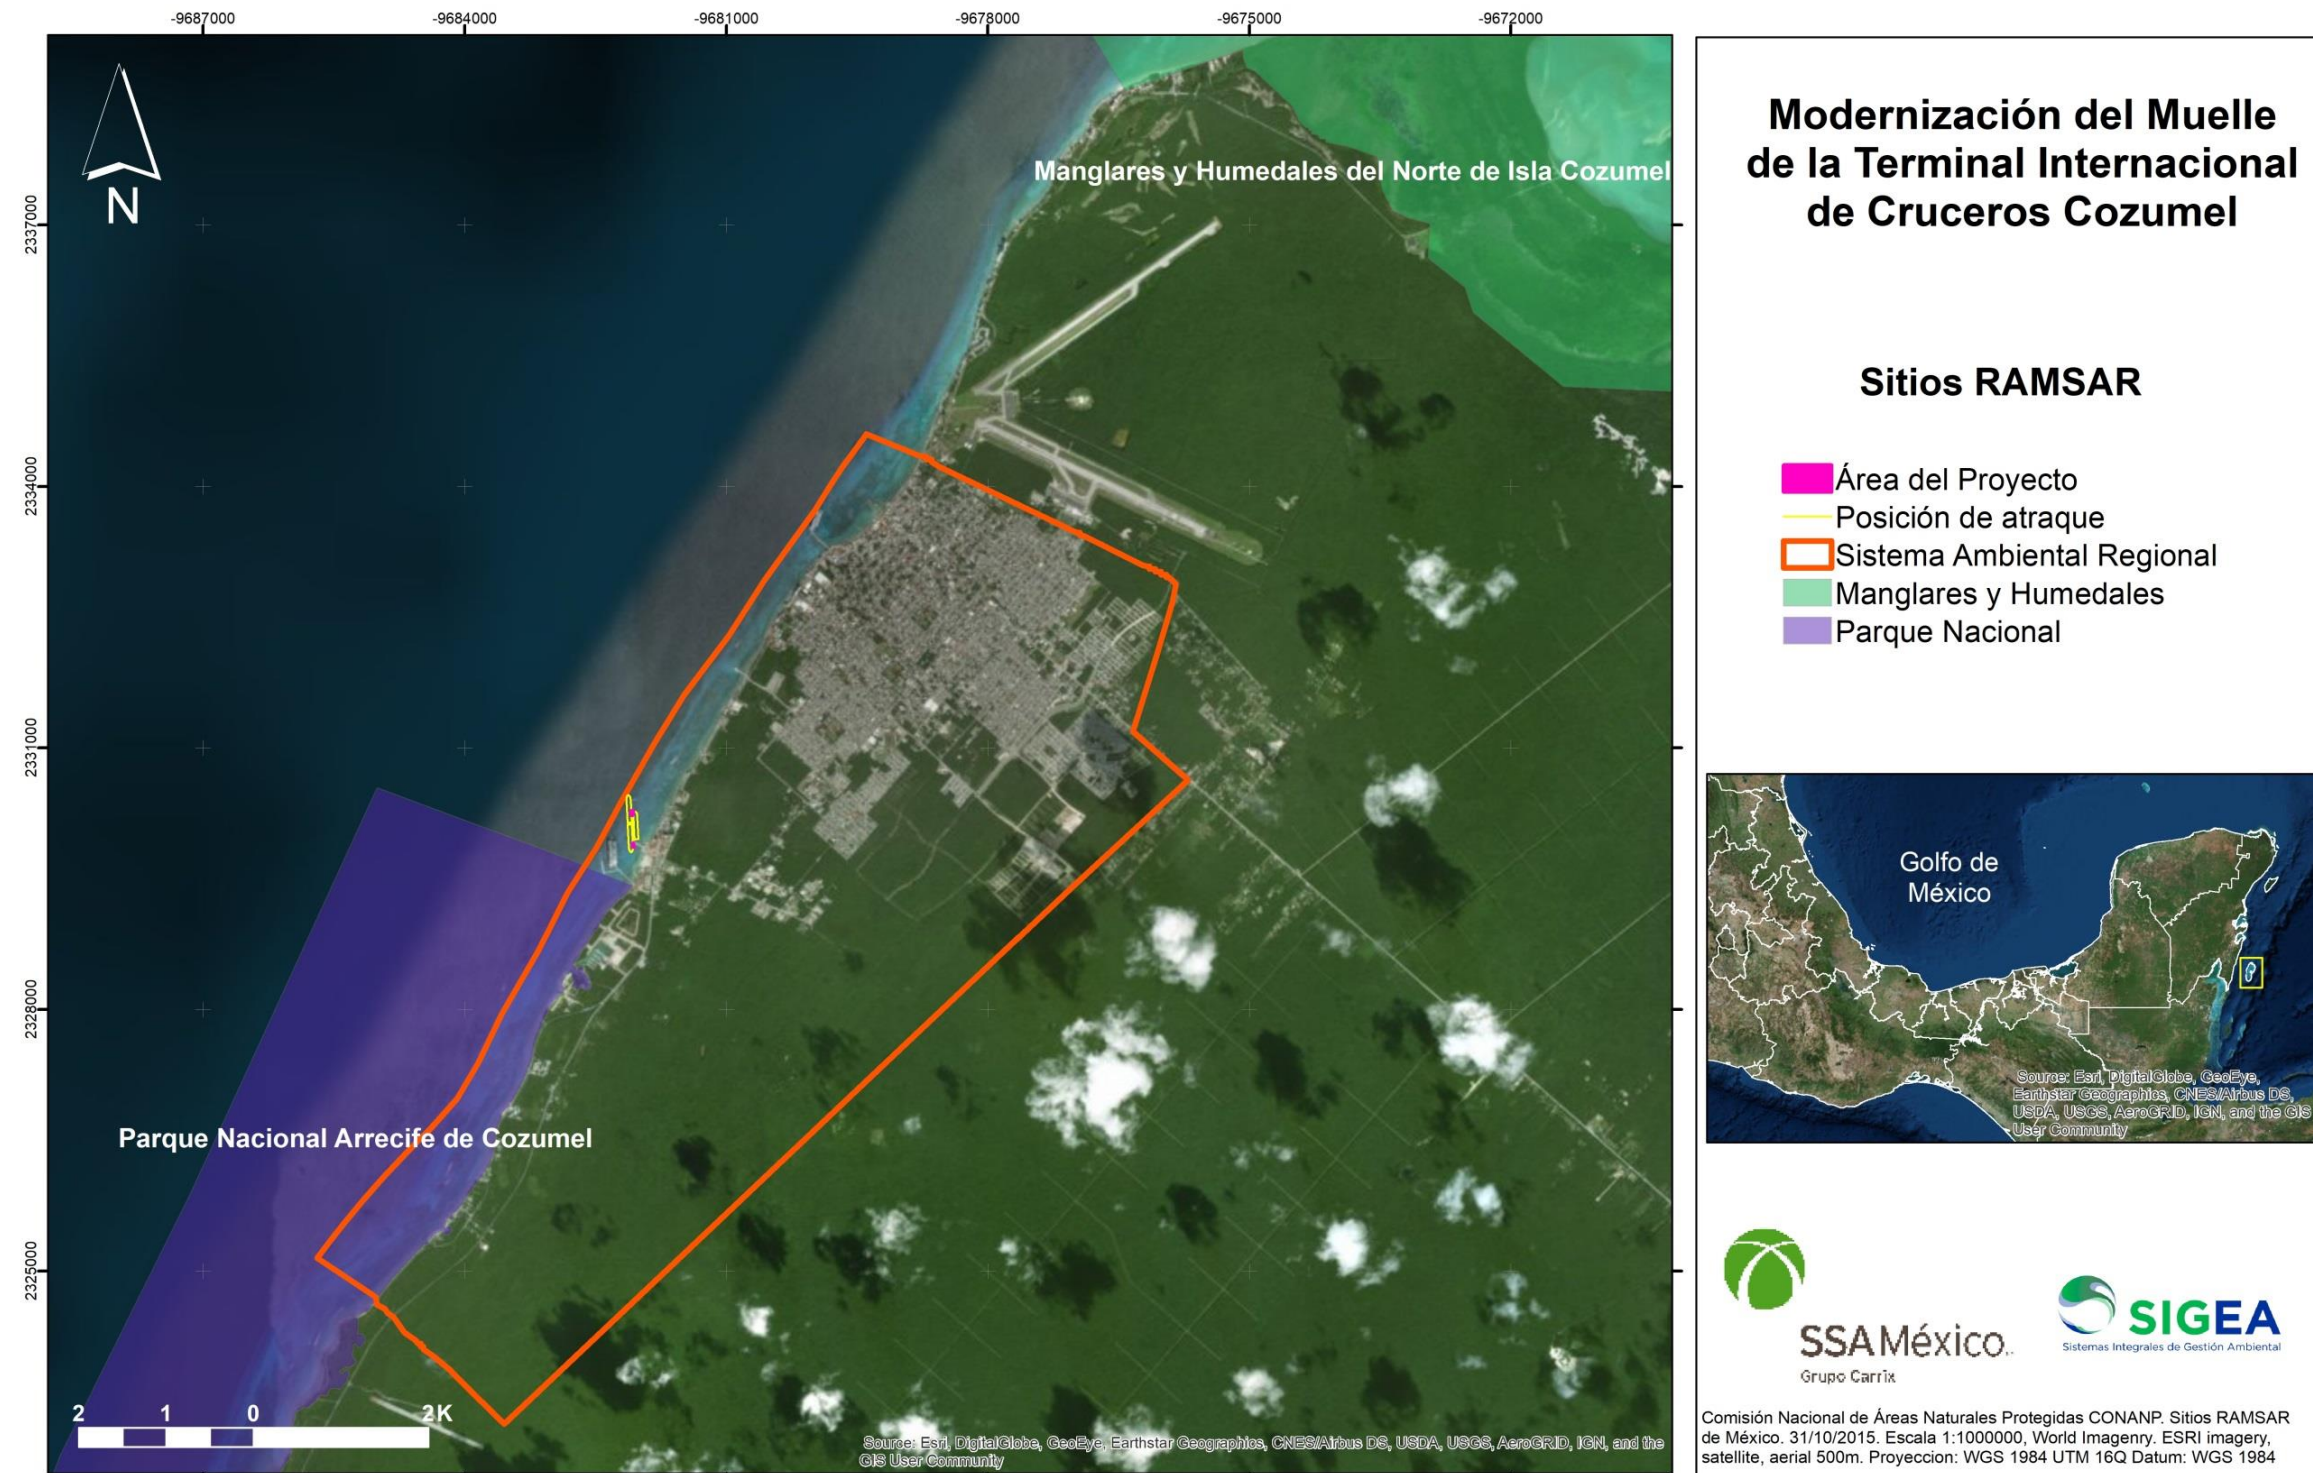 -9687000 -9684000 -9681000 -9678000 -9675000 -9672000
2337000
2334000
2331000
2328000
2325000
N
Manglares y Humedales del Norte de Isla Cozumel
Parque Nacional Arrecife de Cozumel
2 1 0 2K
Source: Esri, DigitalGlobe, GeoEye, Earthstar Geographics, CNES/Airbus DS, USDA, USGS, AeroGRID, IGN, and the
GIS User Community
Modernización del Muelle
de la Terminal Internacional
de Cruceros Cozumel
Sitios RAMSAR
Área del Proyecto
Posición de atraque
Sistema Ambiental Regional
Manglares y Humedales
Parque Nacional
Golfo de
México
Source: Esri, DigitalGlobe, GeoEye,
Earthstar Geographics, CNES/Airbus DS,
USDA, USGS, AeroGRID, IGN, and the GIS
User Community
SSA México
Grupo Carrix
SIGEA
Sistemas Integrales de Gestión Ambiental
Comisión Nacional de Áreas Naturales Protegidas CONANP. Sitios RAMSAR
de México. 31/10/2015. Escala 1:1000000, World Imagenry. ESRI imagery,
satellite, aerial 500m. Proyeccion: WGS 1984 UTM 16Q Datum: WGS 1984